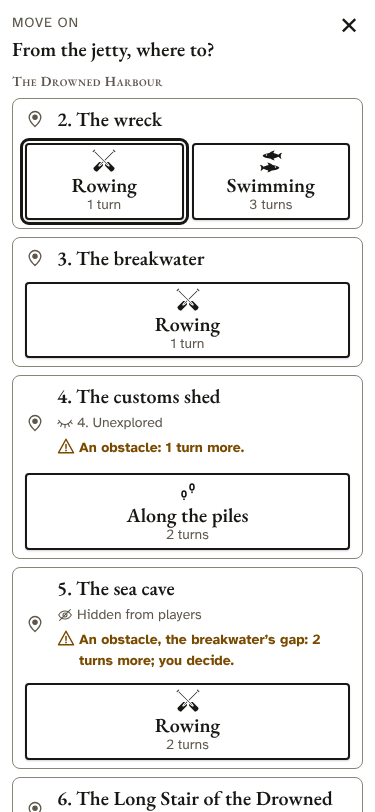 MOVE ON
From the jetty, where to?
The Drowned Harbour
2. The wreck
Rowing
1 turn
Swimming
3 turns
3. The breakwater
Rowing
1 turn
4. The customs shed
4. Unexplored
An obstacle: 1 turn more.
Along the piles
2 turns
5. The sea cave
Hidden from players
An obstacle, the breakwater’s gap: 2
turns more; you decide.
Rowing
2 turns
6. The Long Stair of the Drowned